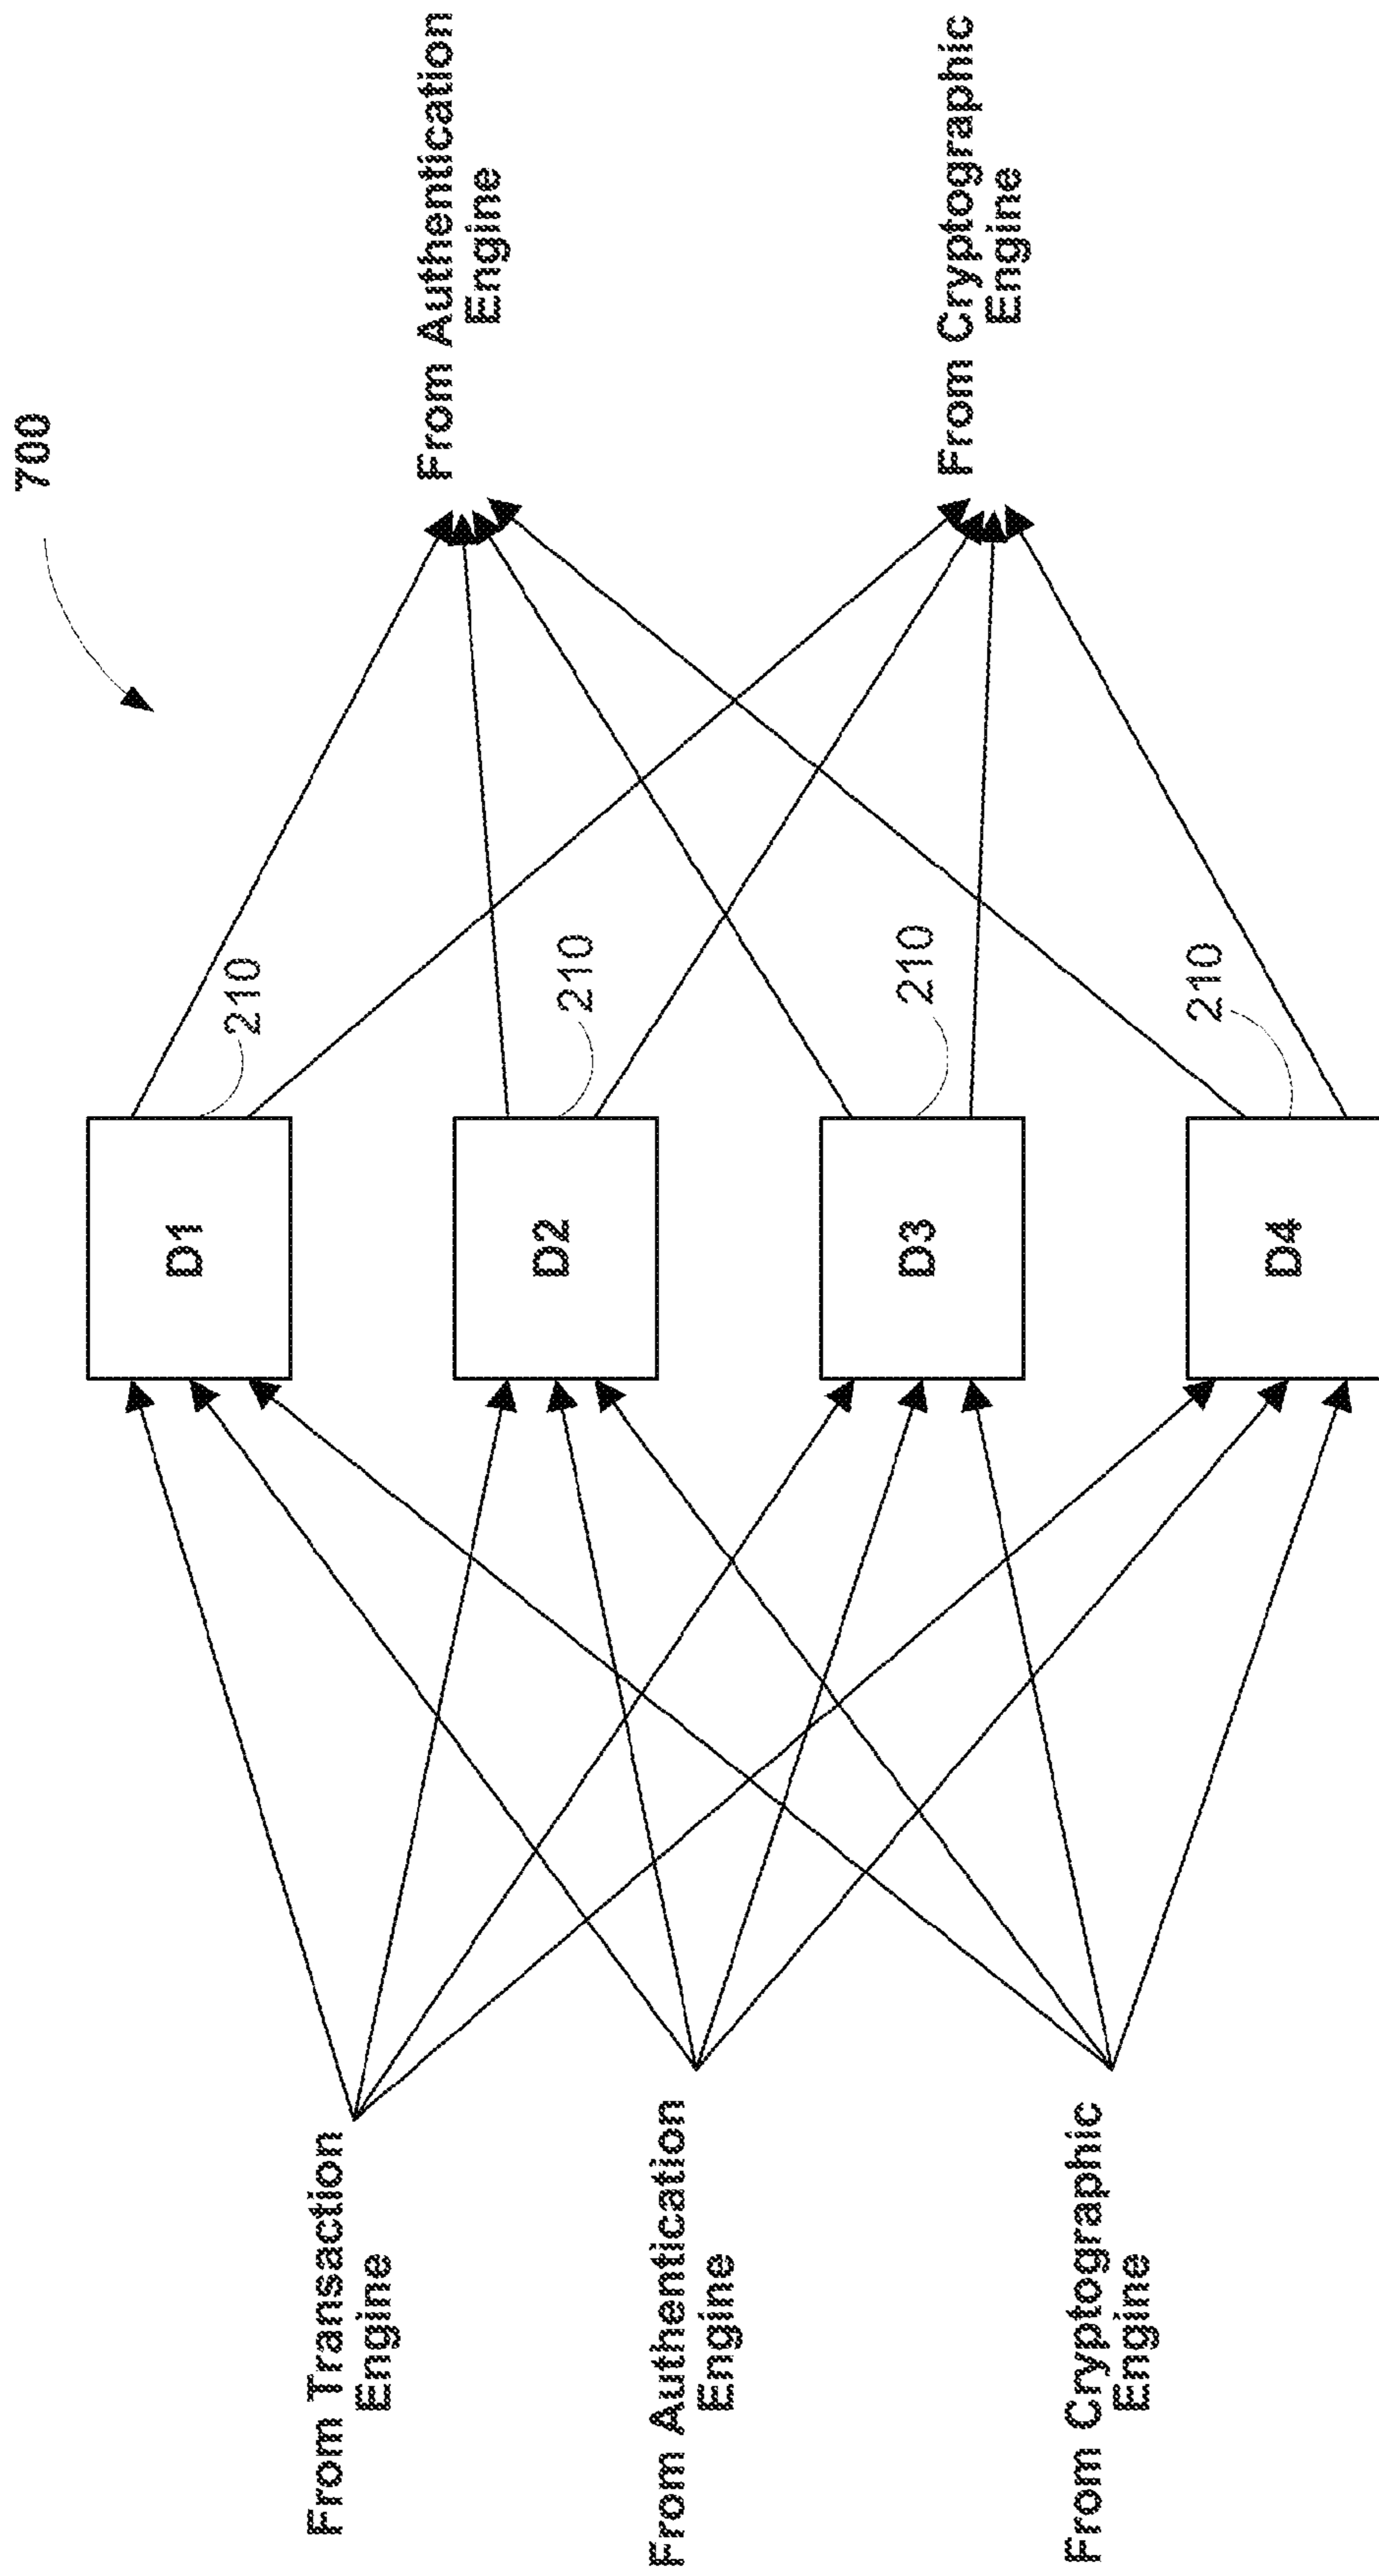 700
From Transaction
Engine
From Authentication
Engine
From Cryptographic
Engine
D1
210
D2
210
D3
210
D4
210
From Authentication
Engine
From Cryptographic
Engine